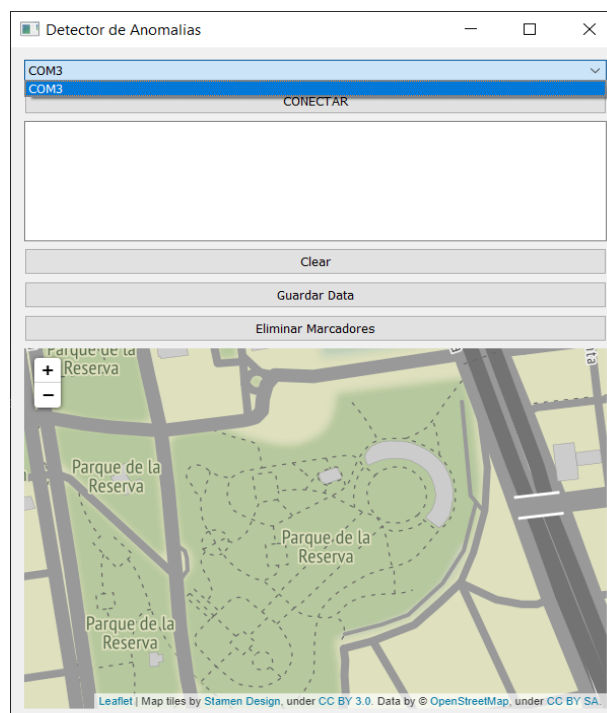 Detector de Anomalias
COM3
COM3
CONECTAR
Clear
Guardar Data
Eliminar Marcadores
+
−
Parque de la
Reserva
Parque de la
Reserva
Parque de la
Reserva
Parque de la
Reserva
Leaflet | Map tiles by Stamen Design, under CC BY 3.0. Data by © OpenStreetMap, under CC BY SA.